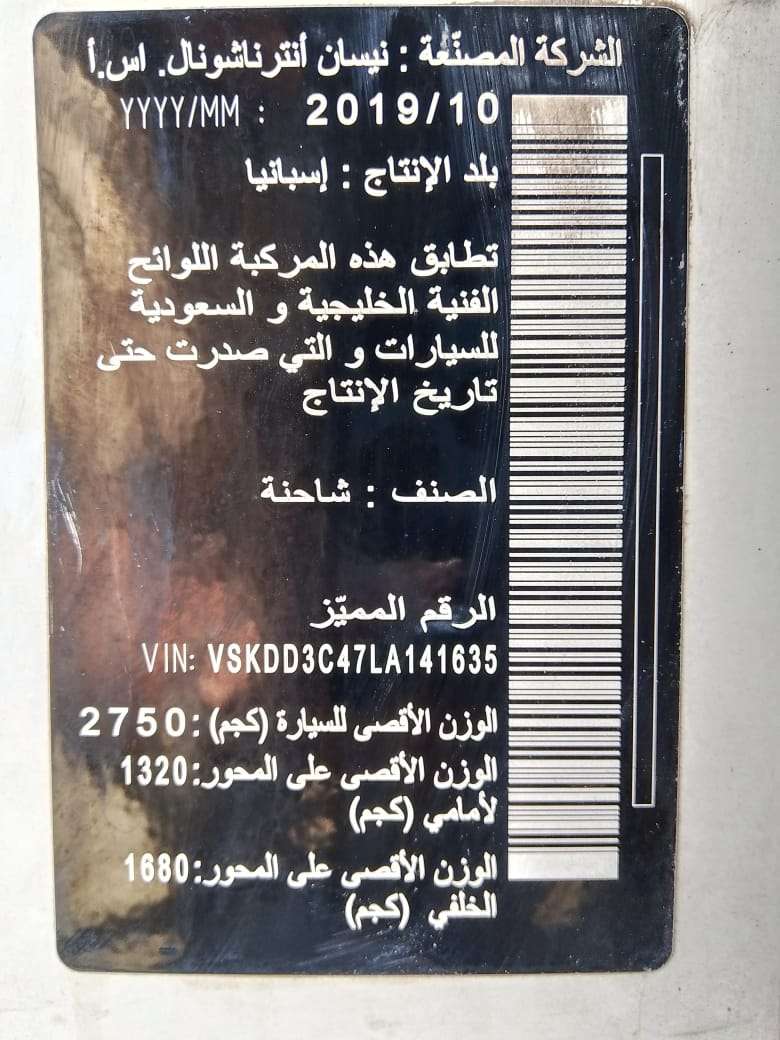 الشركة المصنّعة : نيسان أنترناشونال. اس.أ
YYYY/MM : 2019/10
بلد الإنتاج : إسبانيا
تطابق هذه المركبة اللوائح
الفنية الخليجية و السعودية
للسيارات و التي صدرت حتى
تاريخ الإنتاج
الصنف : شاحنة
الرقم المميّز
VIN: VSKDD3C47LA141635
الوزن الأقصى للسيارة (كجم): 2750
الوزن الأقصى على المحور: 1320
لأمامي (كجم)
الوزن الأقصى على المحور: 1680
الخلفي (كجم)